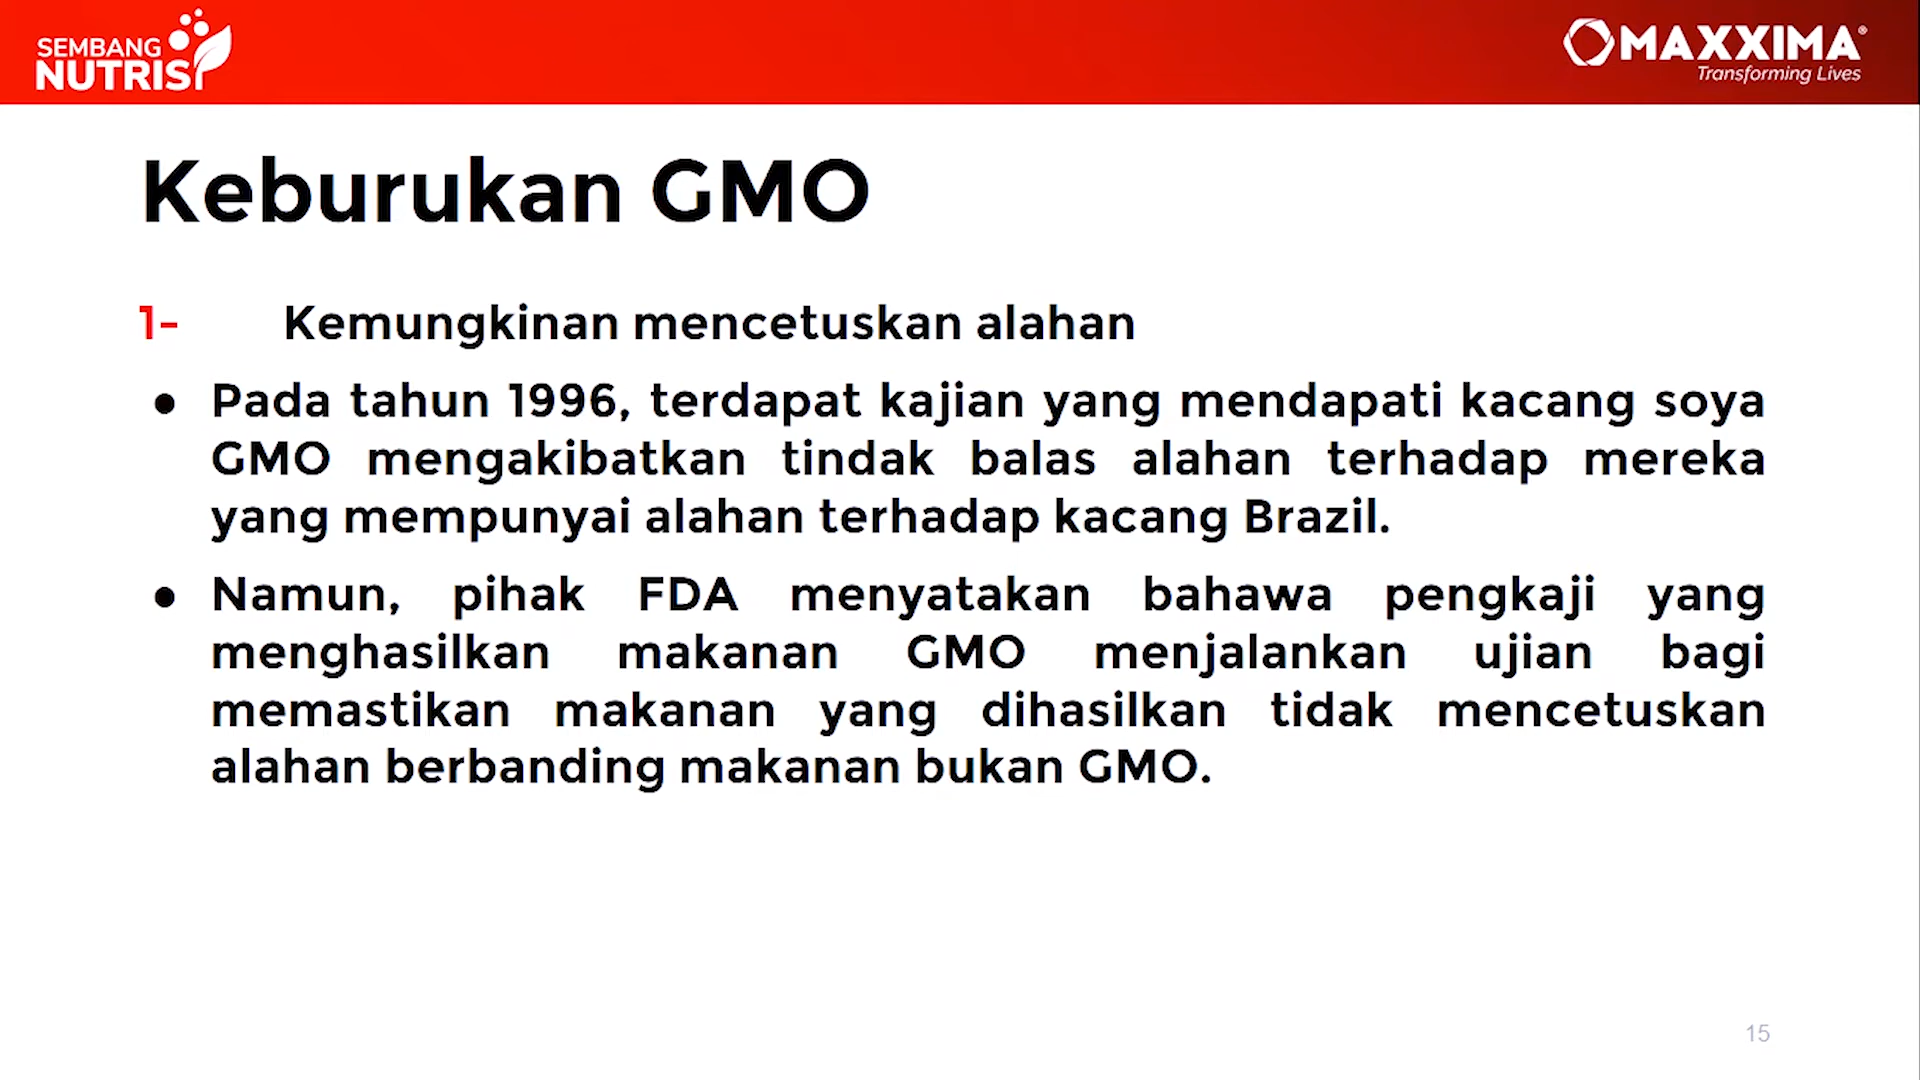 SEMBANG
NUTRISI
MAXXIMA®
Transforming Lives
Keburukan GMO
1- Kemungkinan mencetuskan alahan
● Pada tahun 1996, terdapat kajian yang mendapati kacang soya
GMO mengakibatkan tindak balas alahan terhadap mereka
yang mempunyai alahan terhadap kacang Brazil.
● Namun, pihak FDA menyatakan bahawa pengkaji yang
menghasilkan makanan GMO menjalankan ujian bagi
memastikan makanan yang dihasilkan tidak mencetuskan
alahan berbanding makanan bukan GMO.
15